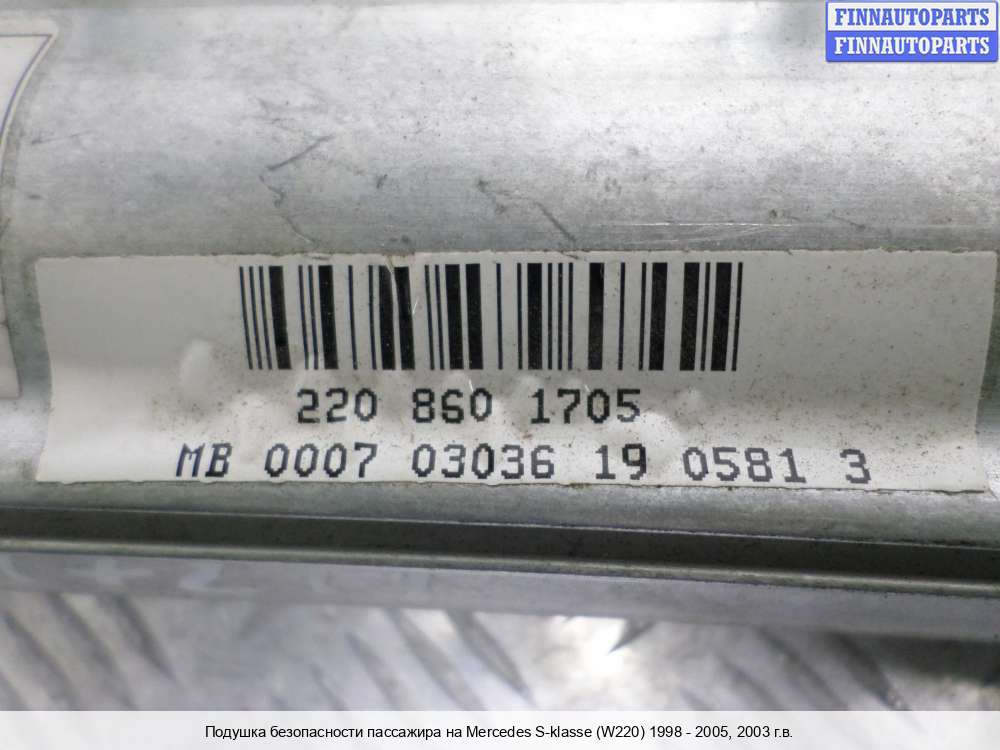 FINNAUTOPARTS
FINNAUTOPARTS
220 860 1705
MB 0007 03036 19 0581 3
Подушка безопасности пассажира на Mercedes S-klasse (W220) 1998 - 2005, 2003 г.в.